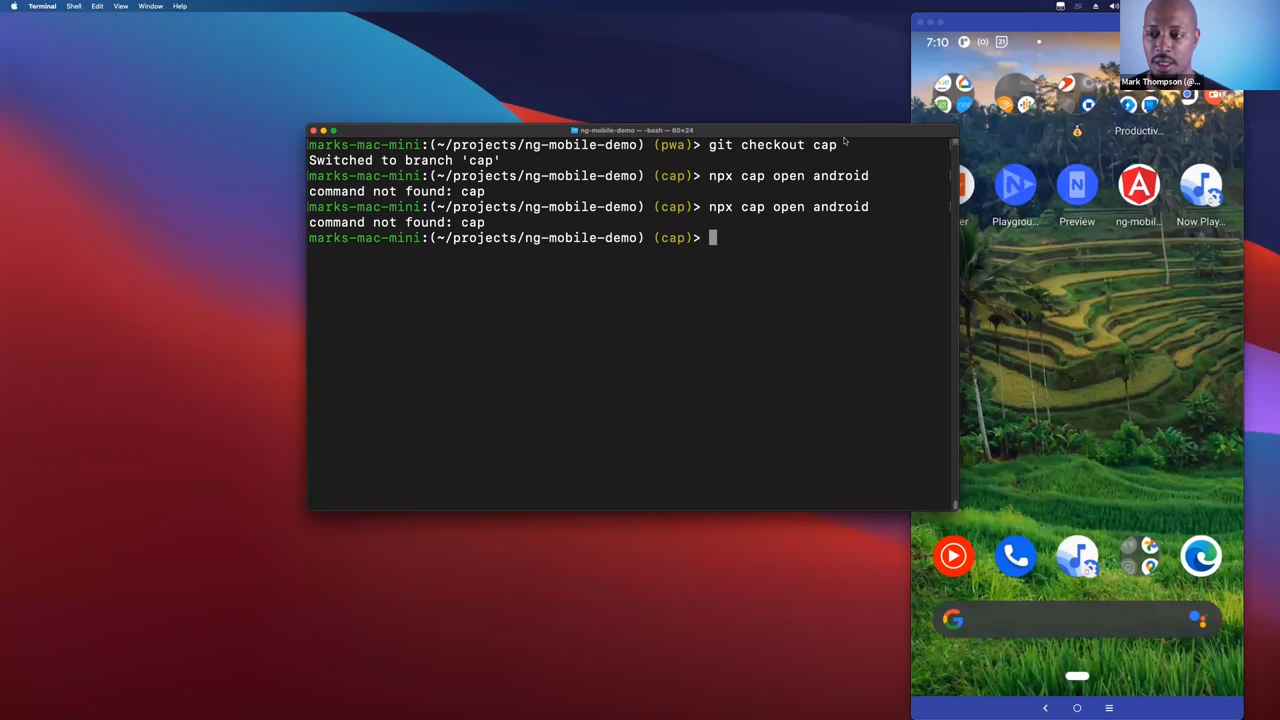 Terminal Shell Edit View Window Help
Mark Thompson (@...
7:10
31
Productiv...
ng-mobile-demo — -bash — 80×24
marks-mac-mini:(~/projects/ng-mobile-demo) (pwa)> git checkout cap
Switched to branch 'cap'
marks-mac-mini:(~/projects/ng-mobile-demo) (cap)> npx cap open android
command not found: cap
marks-mac-mini:(~/projects/ng-mobile-demo) (cap)> npx cap open android
command not found: cap
marks-mac-mini:(~/projects/ng-mobile-demo) (cap)>
er Playgrou... Preview ng-mobil... Now Play...